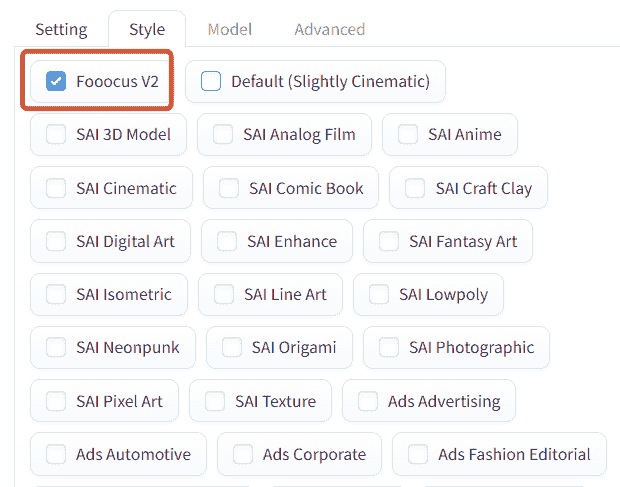 Setting Style Model Advanced
Fooocus V2 Default (Slightly Cinematic)
SAI 3D Model SAI Analog Film SAI Anime
SAI Cinematic SAI Comic Book SAI Craft Clay
SAI Digital Art SAI Enhance SAI Fantasy Art
SAI Isometric SAI Line Art SAI Lowpoly
SAI Neonpunk SAI Origami SAI Photographic
SAI Pixel Art SAI Texture Ads Advertising
Ads Automotive Ads Corporate Ads Fashion Editorial